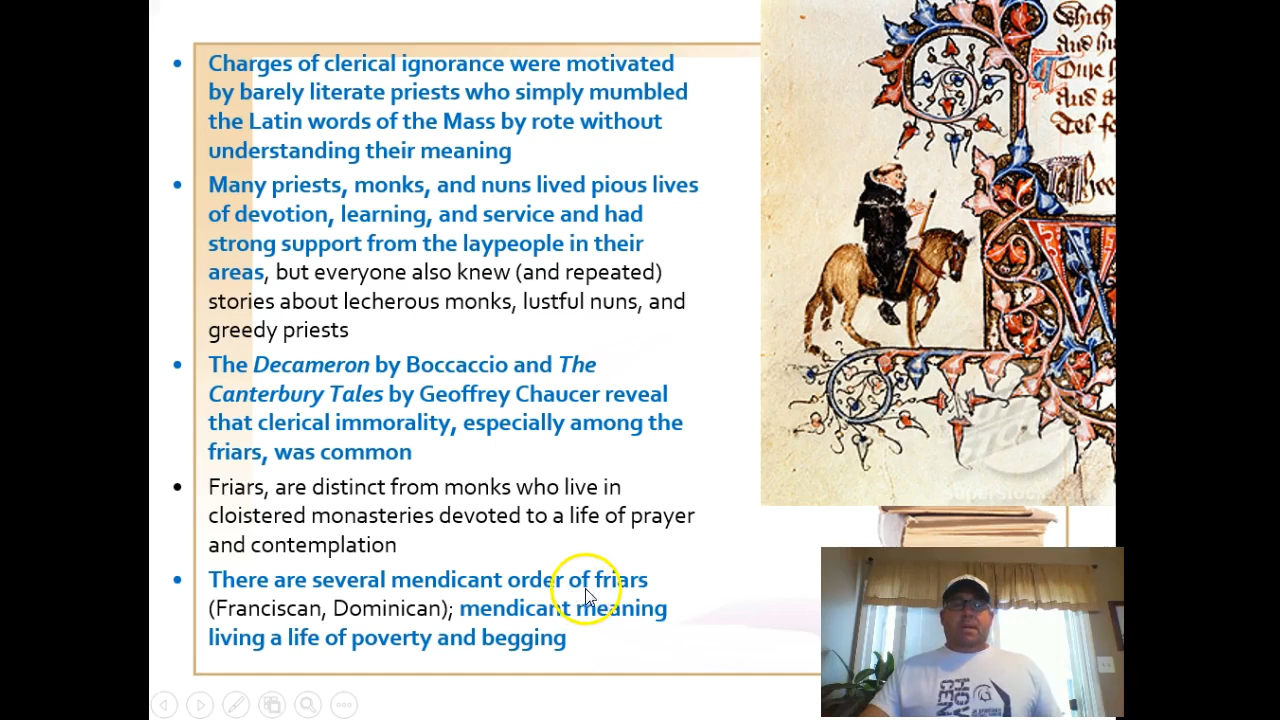 Charges of clerical ignorance were motivated
by barely literate priests who simply mumbled
the Latin words of the Mass by rote without
understanding their meaning
Many priests, monks, and nuns lived pious lives
of devotion, learning, and service and had
strong support from the laypeople in their
areas, but everyone also knew (and repeated)
stories about lecherous monks, lustful nuns, and
greedy priests
The Decameron by Boccaccio and The
Canterbury Tales by Geoffrey Chaucer reveal
that clerical immorality, especially among the
friars, was common
Friars, are distinct from monks who live in
cloistered monasteries devoted to a life of prayer
and contemplation
There are several mendicant order of friars
(Franciscan, Dominican); mendicant meaning
living a life of poverty and begging